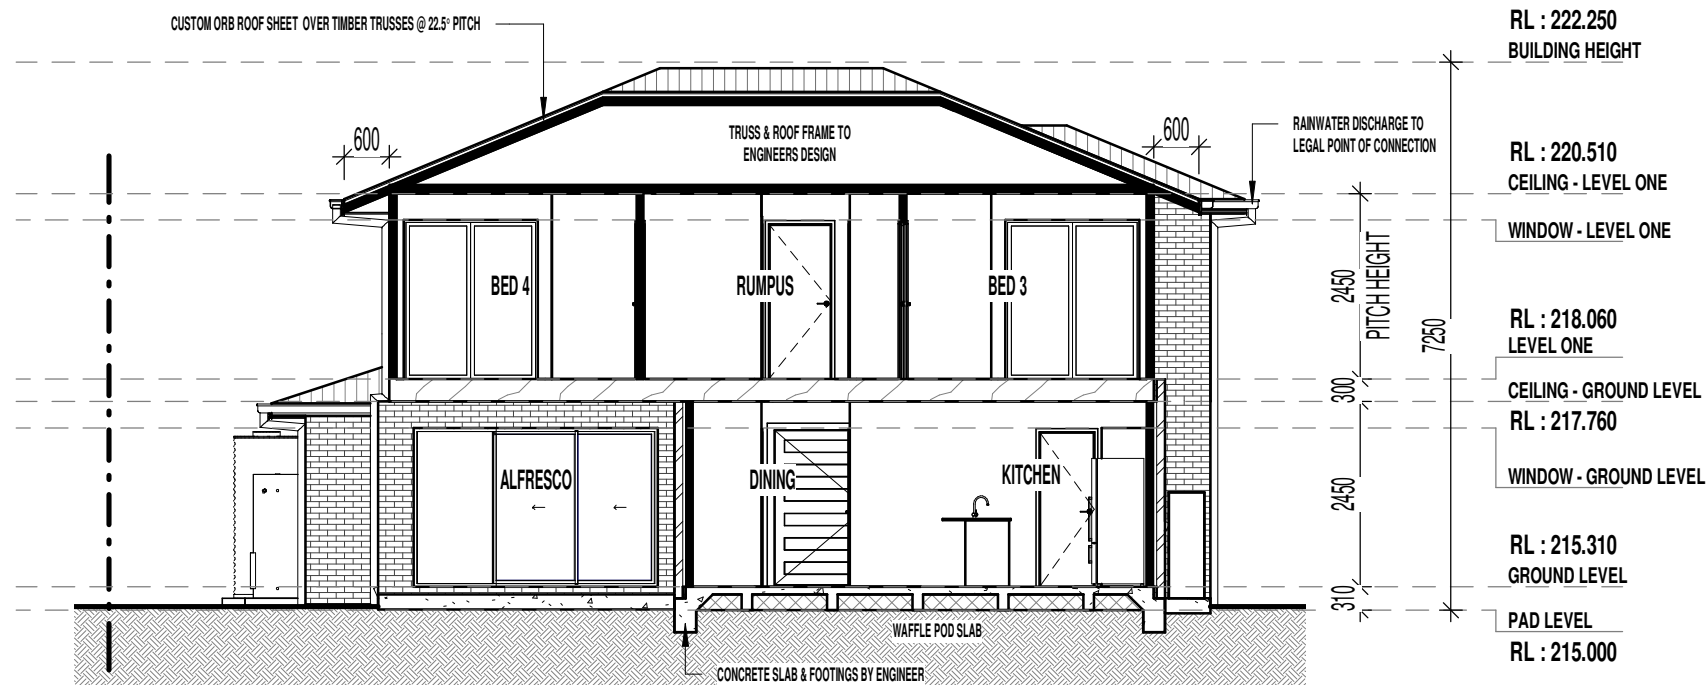 CUSTOM ORB ROOF SHEET OVER TIMBER TRUSSES @ 22.5° PITCH
RL : 222.250
BUILDING HEIGHT
600
TRUSS & ROOF FRAME TO
ENGINEERS DESIGN
600
RAINWATER DISCHARGE TO
LEGAL POINT OF CONNECTION
RL : 220.510
CEILING - LEVEL ONE
WINDOW - LEVEL ONE
BED 4
RUMPUS
BED 3
2450
PITCH HEIGHT
7250
RL : 218.060
LEVEL ONE
300
CEILING - GROUND LEVEL
RL : 217.760
ALFRESCO
DINING
KITCHEN
2450
WINDOW - GROUND LEVEL
RL : 215.310
GROUND LEVEL
310
WAFFLE POD SLAB
PAD LEVEL
RL : 215.000
CONCRETE SLAB & FOOTINGS BY ENGINEER